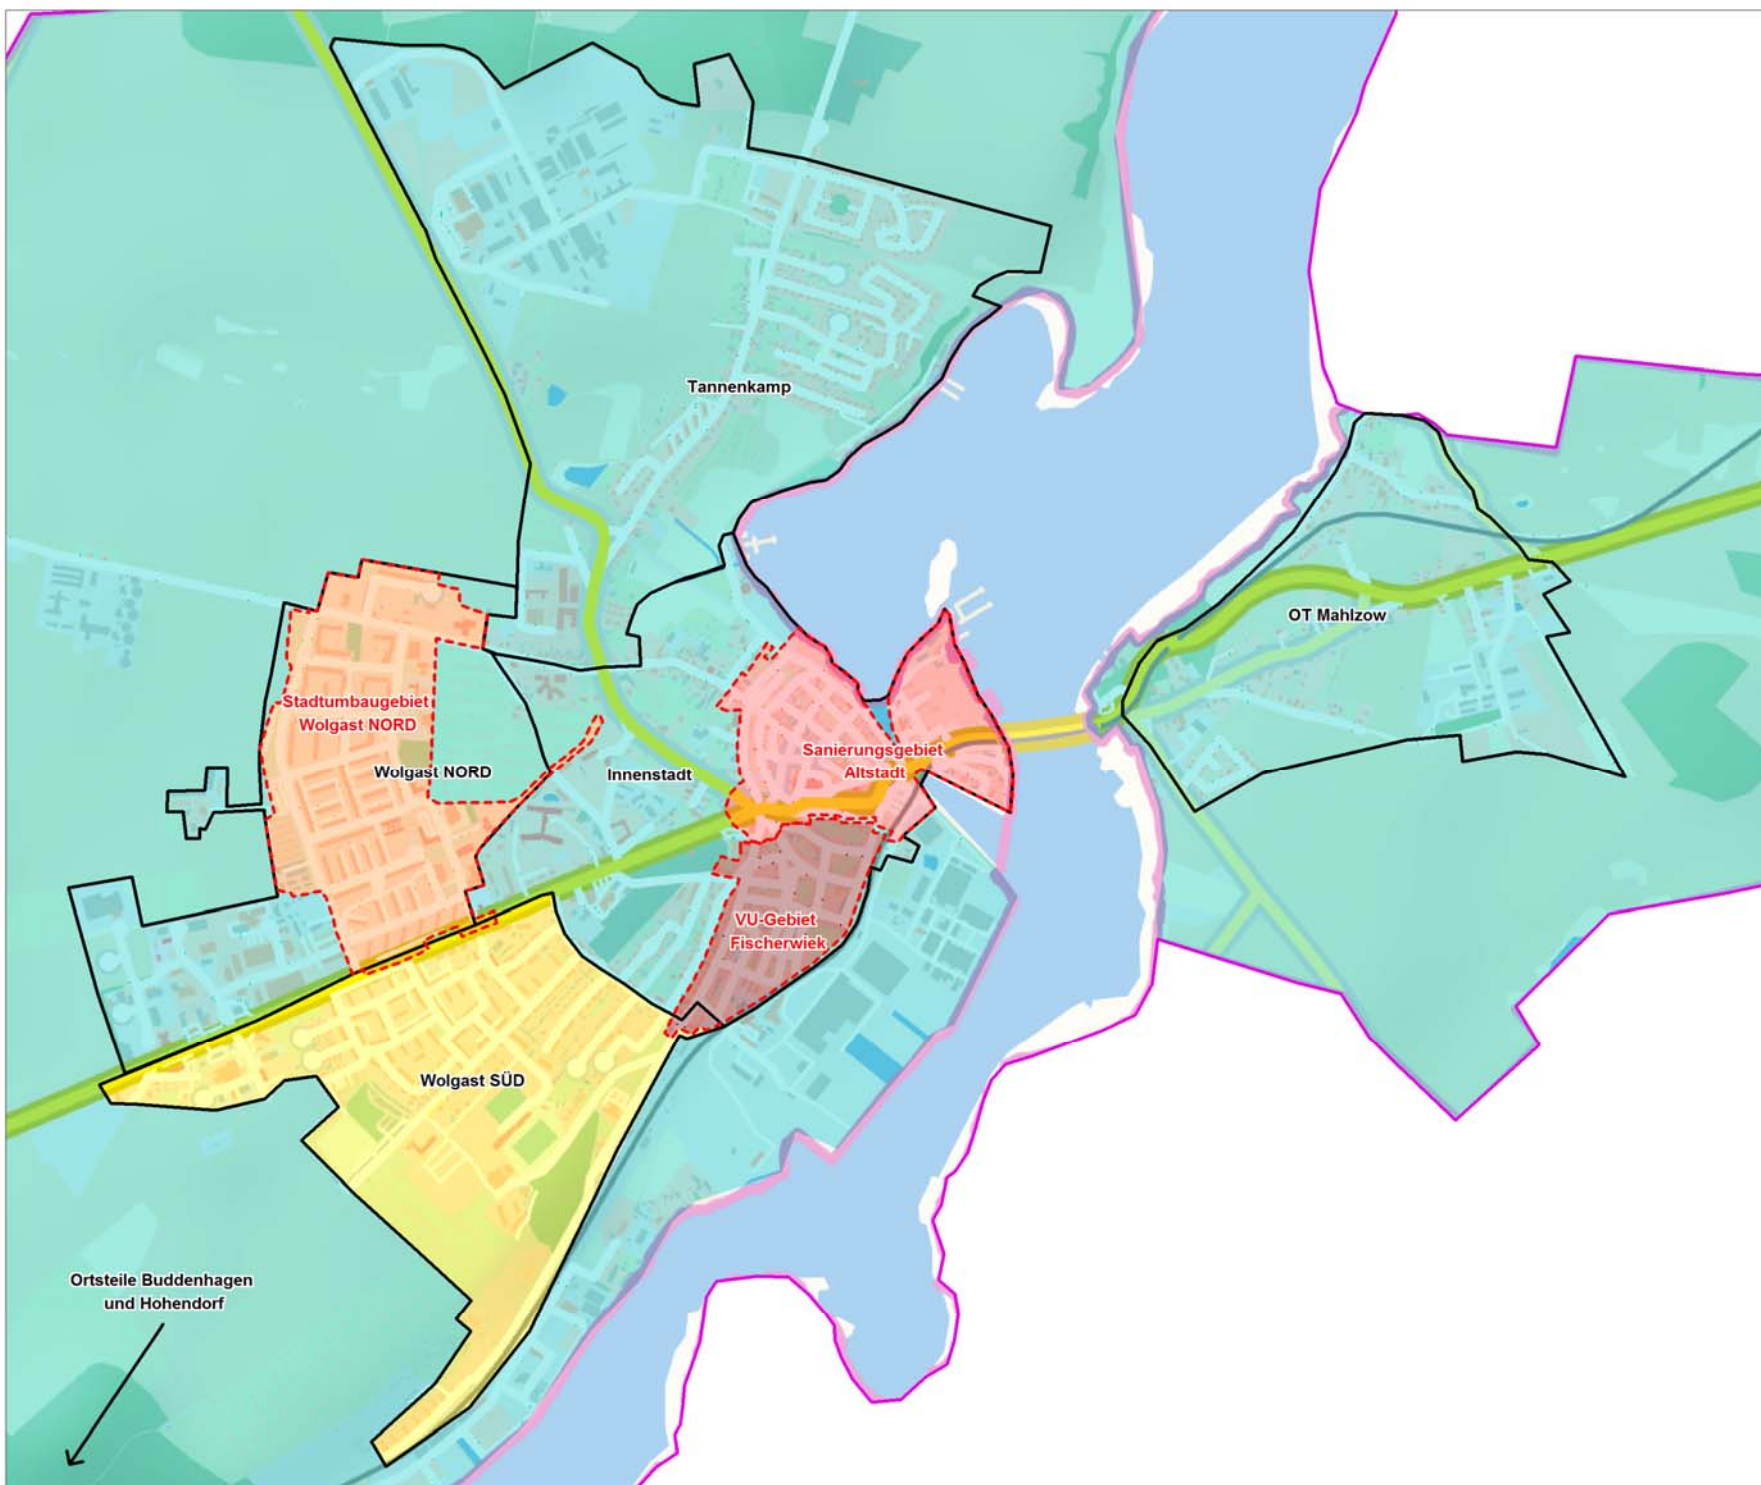 Tannenkamp
OT Mahlzow
Stadtumbaugebiet
Wolgast NORD
Wolgast NORD
Innenstadt
Sanierungsgebiet
Altstadt
VU-Gebiet
Fischerwiek
Wolgast SÜD
Ortsteile Buddenhagen
und Hohendorf